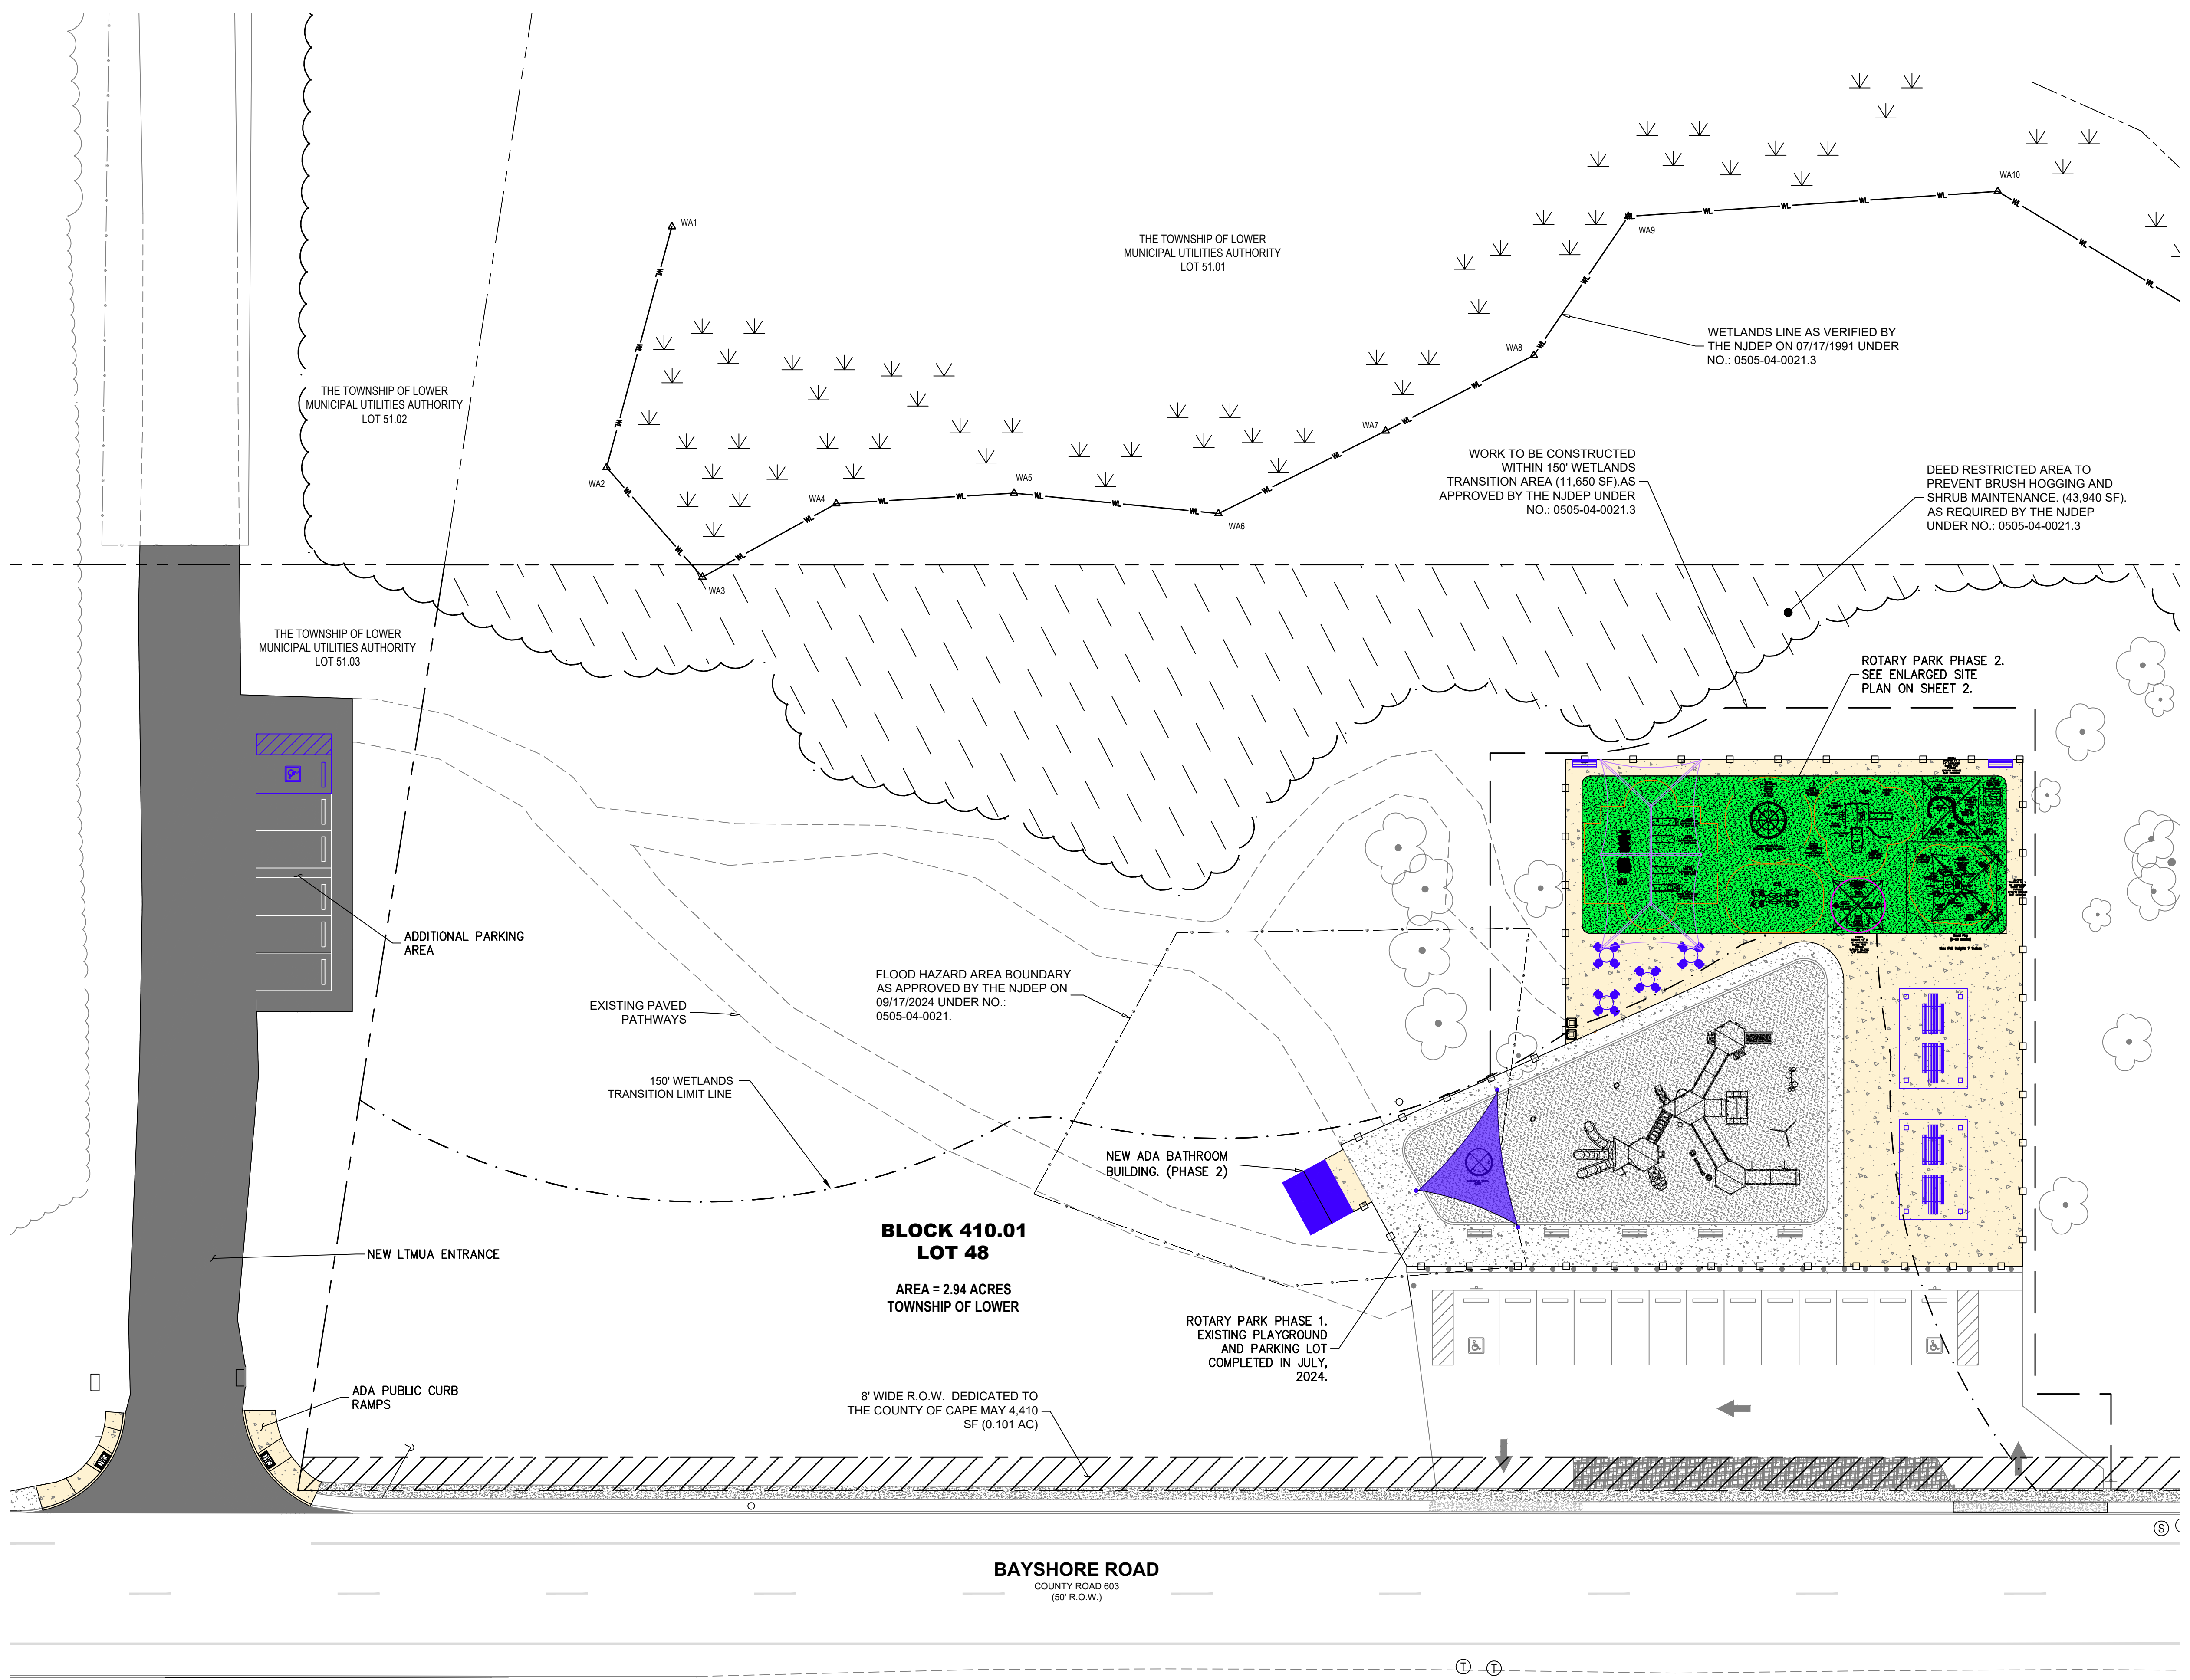 WA10
WA1
WA9
THE TOWNSHIP OF LOWER
MUNICIPAL UTILITIES AUTHORITY
LOT 51.01
WETLANDS LINE AS VERIFIED BY
THE NJDEP ON 07/17/1991 UNDER
NO.: 0505-04-0021.3
WA8
THE TOWNSHIP OF LOWER
MUNICIPAL UTILITIES AUTHORITY
LOT 51.02
WA7
WORK TO BE CONSTRUCTED
WITHIN 150' WETLANDS
TRANSITION AREA (11,650 SF).AS
APPROVED BY THE NJDEP UNDER
NO.: 0505-04-0021.3
DEED RESTRICTED AREA TO
PREVENT BRUSH HOGGING AND
SHRUB MAINTENANCE. (43,940 SF).
AS REQUIRED BY THE NJDEP
UNDER NO.: 0505-04-0021.3
WA2
WA4
WA5
WA6
WA3
THE TOWNSHIP OF LOWER
MUNICIPAL UTILITIES AUTHORITY
LOT 51.03
ROTARY PARK PHASE 2.
SEE ENLARGED SITE
PLAN ON SHEET 2.
ADDITIONAL PARKING
AREA
FLOOD HAZARD AREA BOUNDARY
AS APPROVED BY THE NJDEP ON
09/17/2024 UNDER NO.:
0505-04-0021.
EXISTING PAVED
PATHWAYS
150' WETLANDS
TRANSITION LIMIT LINE
NEW ADA BATHROOM
BUILDING. (PHASE 2)
BLOCK 410.01
LOT 48
AREA = 2.94 ACRES
TOWNSHIP OF LOWER
NEW LTMUA ENTRANCE
ROTARY PARK PHASE 1.
EXISTING PLAYGROUND
AND PARKING LOT
COMPLETED IN JULY,
2024.
ADA PUBLIC CURB
RAMPS
8' WIDE R.O.W. DEDICATED TO
THE COUNTY OF CAPE MAY 4,410
SF (0.101 AC)
S
BAYSHORE ROAD
COUNTY ROAD 603
(50' R.O.W.)
T
T
WL